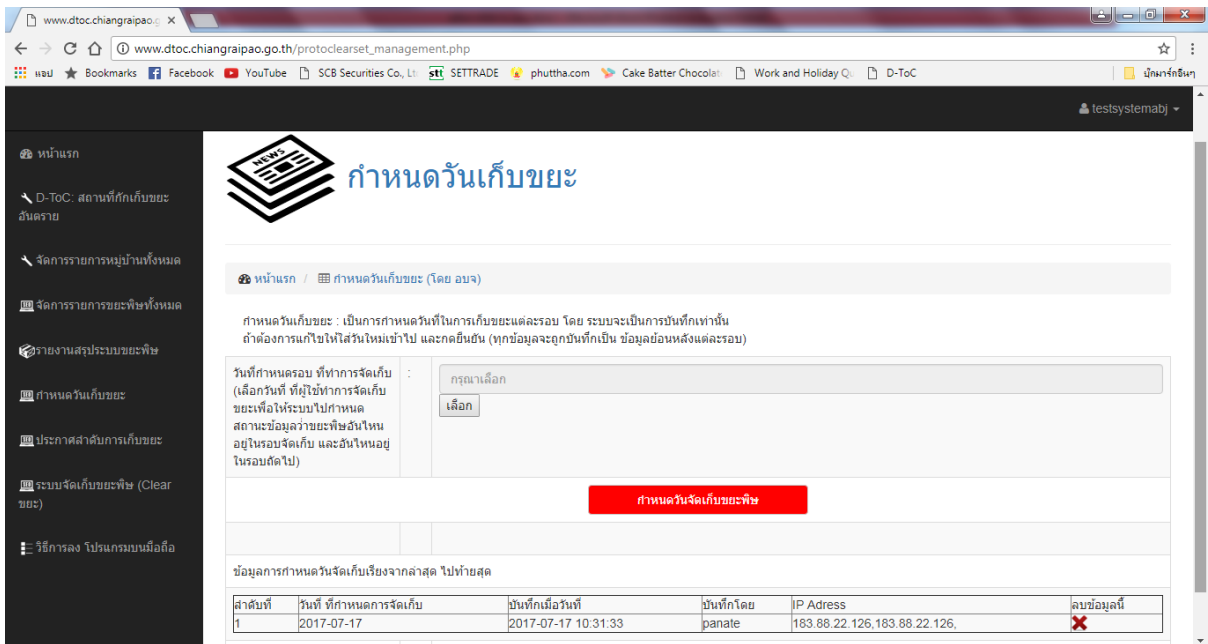 www.dtoc.chiangraipao.g
www.dtoc.chiangraipao.go.th/protoclearset_management.php
แอป Bookmarks Facebook YouTube SCB Securities Co., Lt stt SETTRADE phuttha.com Cake Batter Chocolat Work and Holiday Qu D-ToC บุ๊กมาร์กอื่นๆ
testsystemabj
หน้าแรก
D-ToC: สถานที่กักเก็บขยะ
อันตราย
จัดการรายการหมู่บ้านทั้งหมด
จัดการรายการขยะพิษทั้งหมด
รายงานสรุประบบขยะพิษ
กำหนดวันเก็บขยะ
ประกาศลำดับการเก็บขยะ
ระบบจัดเก็บขยะพิษ (Clear
ขยะ)
วิธีการลง โปรแกรมบนมือถือ
NEWS
กำหนดวันเก็บขยะ
หน้าแรก / กำหนดวันเก็บขยะ (โดย อบจ)
กำหนดวันเก็บขยะ : เป็นการกำหนดวันที่ในการเก็บขยะแต่ละรอบ โดย ระบบจะเป็นการบันทึกเท่านั้น
ถ้าต้องการแก้ไขให้ใส่วันใหม่เข้าไป และกดยืนยัน (ทุกข้อมูลจะถูกบันทึกเป็น ข้อมูลย้อนหลังแต่ละรอบ)
วันที่กำหนดรอบ ที่ทำการจัดเก็บ :
(เลือกวันที่ ที่ผู้ใช้ทำการจัดเก็บ
ขยะเพื่อให้ระบบไปกำหนด
สถานะข้อมูลว่าขยะพิษอันไหน
อยู่ในรอบจัดเก็บ และอันไหนอยู่
ในรอบถัดไป)
กรุณาเลือก
เลือก
กำหนดวันจัดเก็บขยะพิษ
ข้อมูลการกำหนดวันจัดเก็บเรียงจากล่าสุด ไปท้ายสุด
ลำดับที่ วันที่ ที่กำหนดการจัดเก็บ บันทึกเมื่อวันที่ บันทึกโดย IP Adress ลบข้อมูลนี้
1 2017-07-17 2017-07-17 10:31:33 panate 183.88.22.126,183.88.22.126,